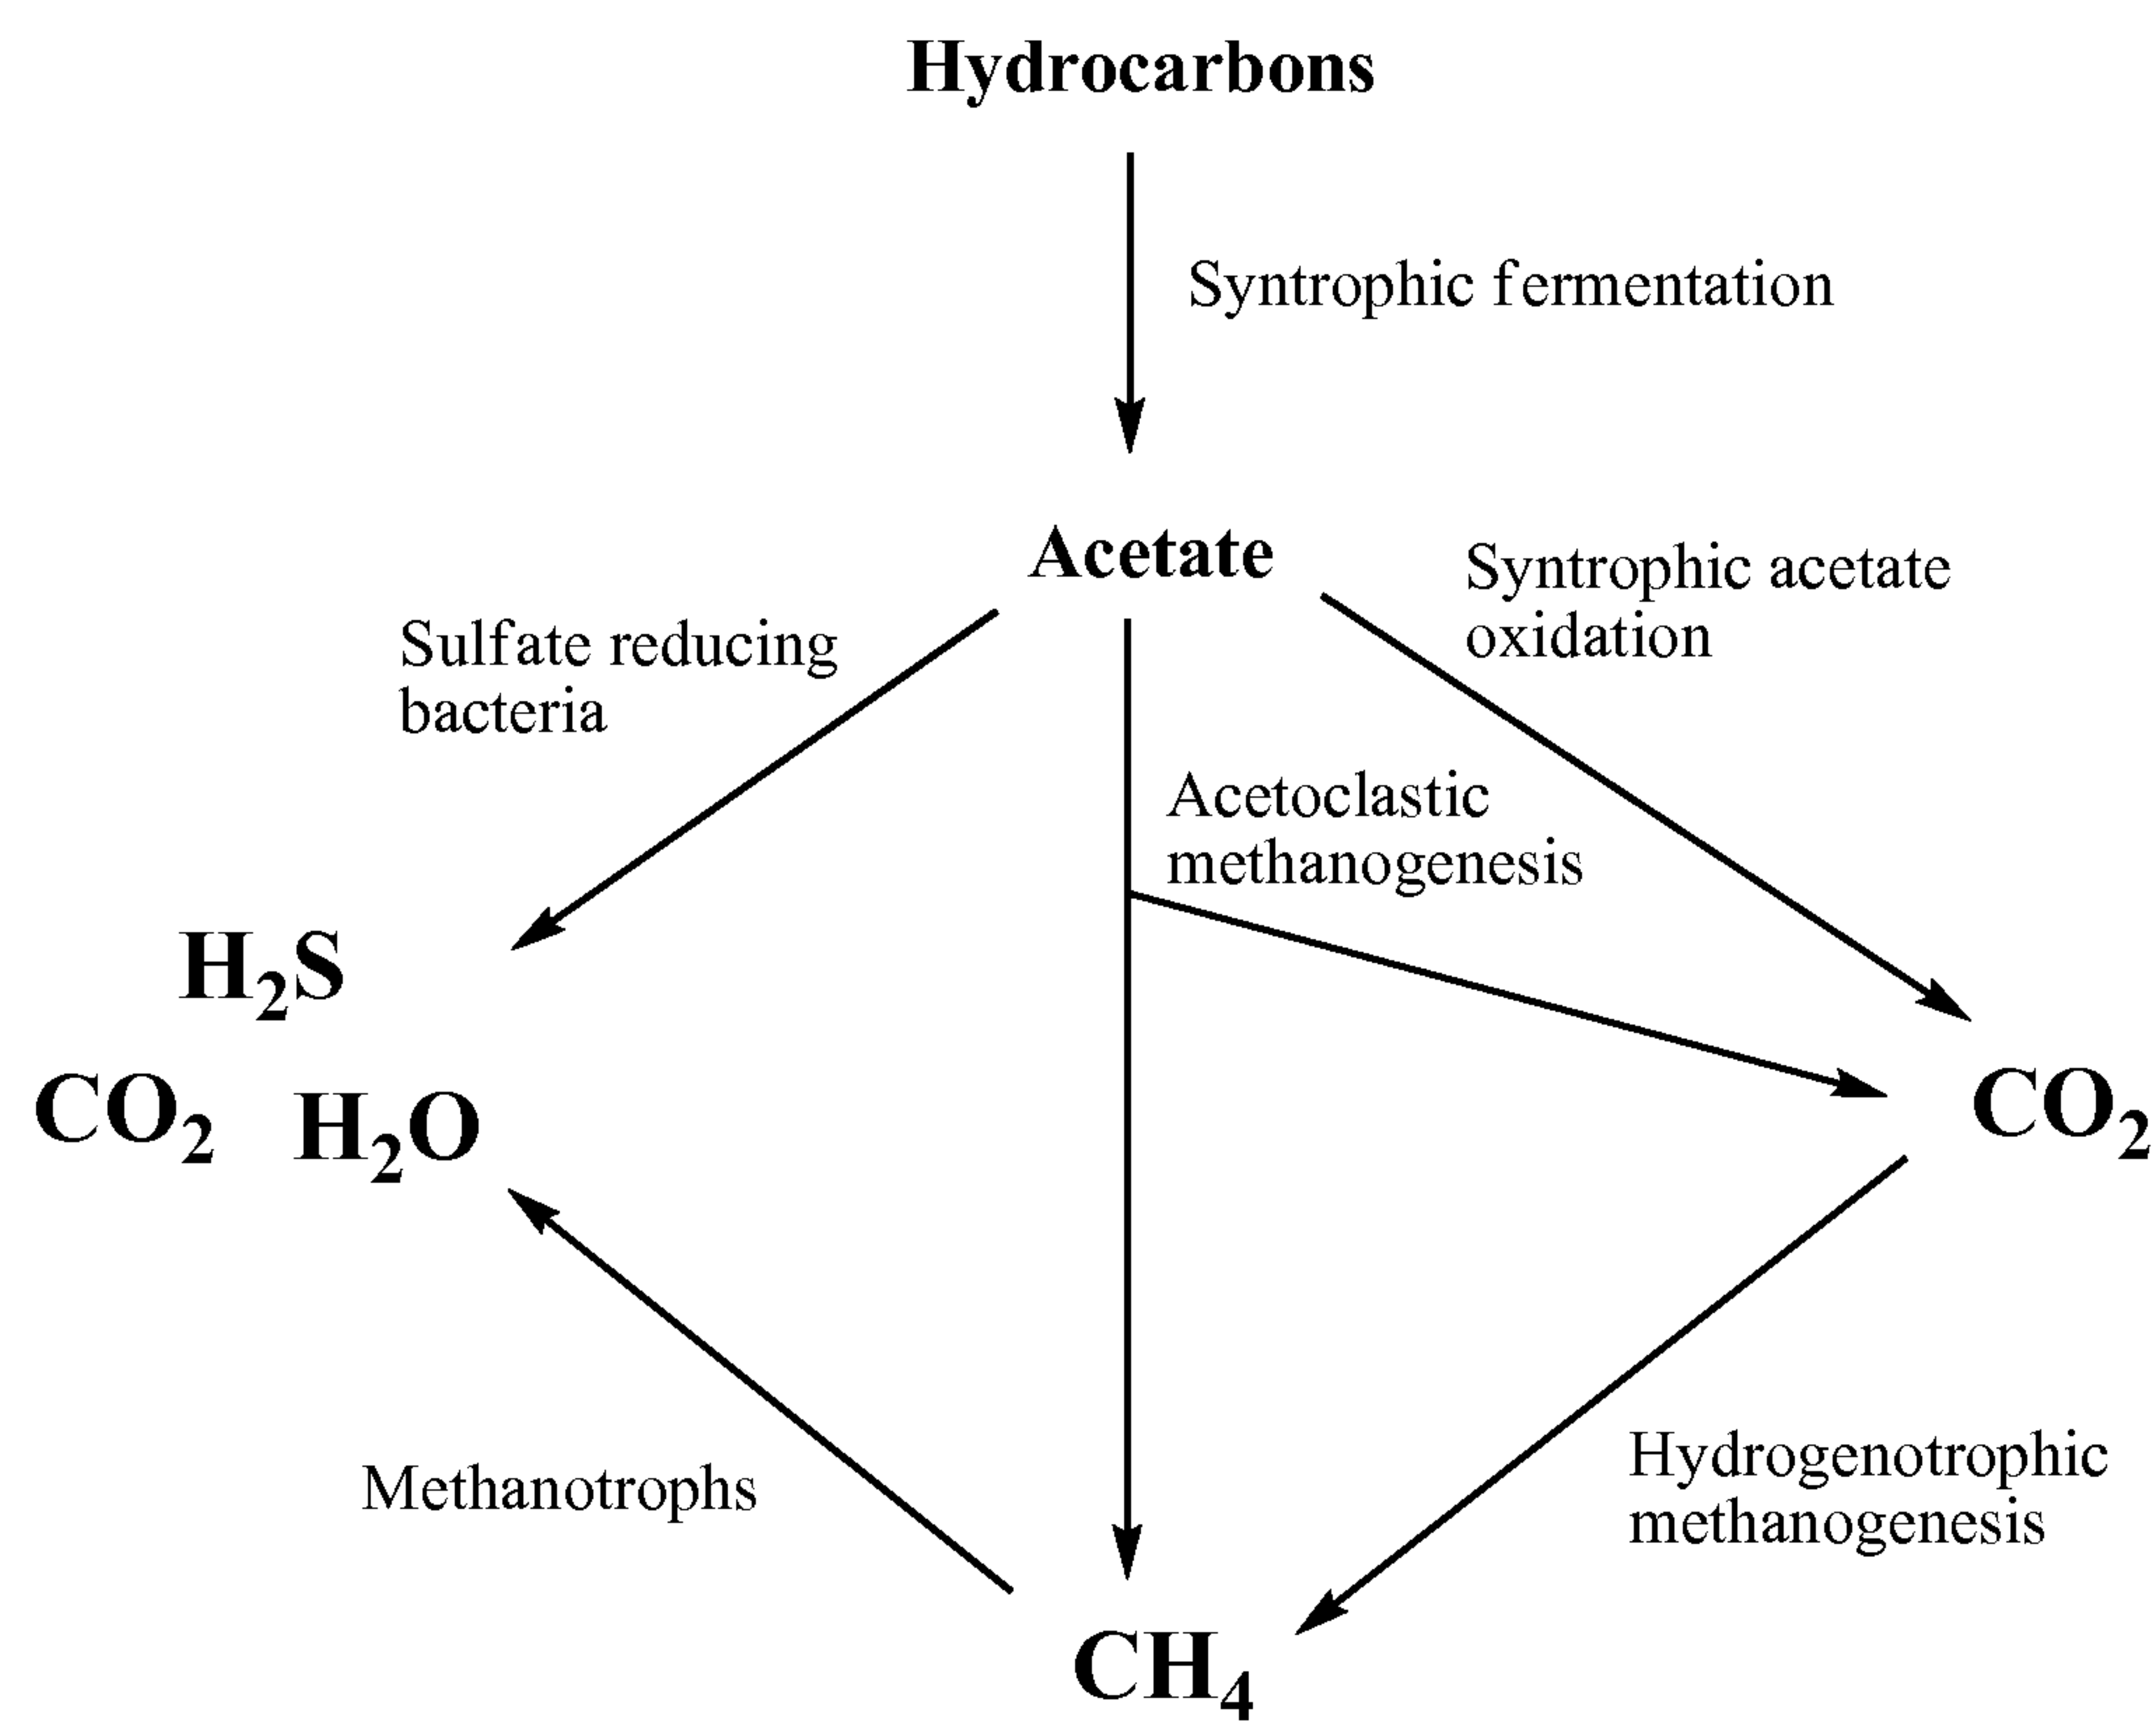 Hydrocarbons
Syntrophic fermentation
Acetate
Syntrophic acetate
oxidation
Sulfate reducing
bacteria
Acetoclastic
methanogenesis
H₂S
CO₂ H₂O
CO₂
Methanotrophs
Hydrogenotrophic
methanogenesis
CH₄